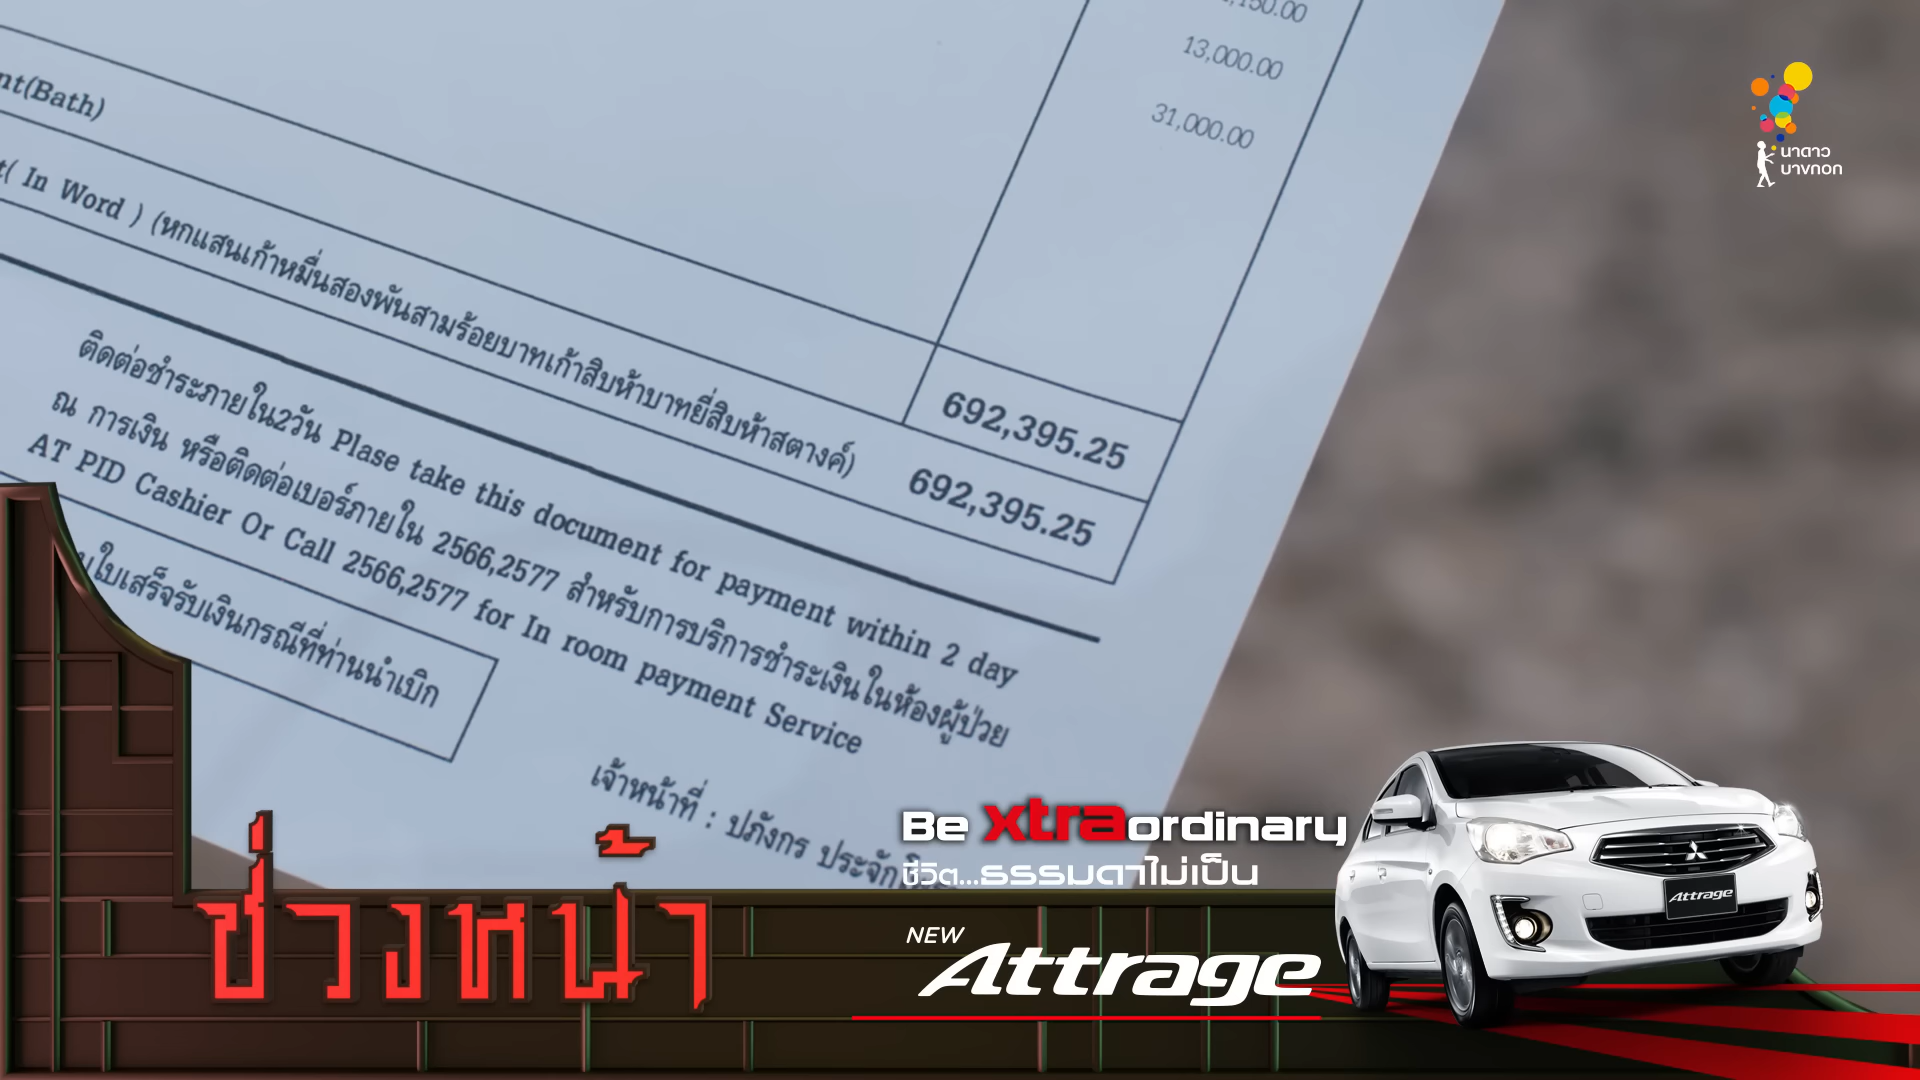 13,000.00
31,000.00
nt(Bath)
692,395.25
t( In Word ) (หกแสนเก้าหมื่นสองพันสามร้อยบาทเก้าสิบห้าบาทยี่สิบห้าสตางค์) 692,395.25
ติดต่อชำระภายใน2วัน Plase take this document for payment within 2 day
ณ การเงิน หรือติดต่อเบอร์ภายใน 2566,2577 สำหรับการบริการชำระเงินในห้องผู้ป่วย
AT PID Cashier Or Call 2566,2577 for In room payment Service
ใบเสร็จรับเงินกรณีที่ท่านนำเบิก
เจ้าหน้าที่ : ปภังกร
นาดาว
บางกอก
ช่วงหน้า
Be xtraordinary
ชีวิต...ธรรมดาไม่เป็น
NEW
Attrage
Attrage